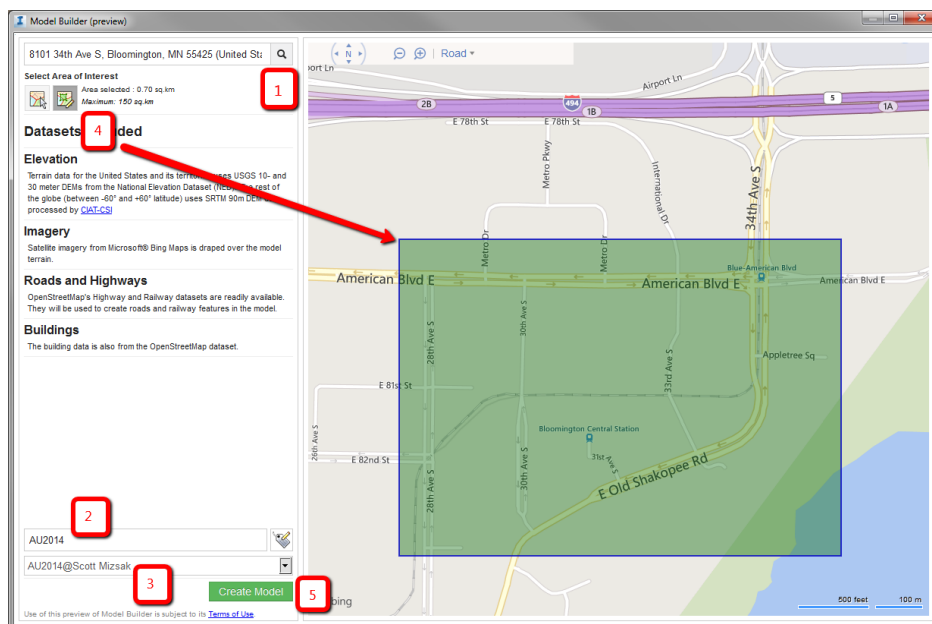 Model Builder (preview)
8101 34th Ave S, Bloomington, MN 55425 (United Sta
Select Area of Interest
Area selected : 0.70 sq.km
Maximum: 150 sq.km
1
4
Datasets
ded
Elevation
Terrain data for the United States and its
uses USGS 10- and
30 meter DEMs from the National Elevation Dataset
rest of
the globe (between -60° and +60° latitude) uses SRTM 90m DEM
processed by CIAT-CSI
Imagery
Satellite imagery from Microsoft® Bing Maps is draped over the model
terrain.
Roads and Highways
OpenStreetMap's Highway and Railway datasets are readily available.
They will be used to create roads and railway features in the model.
Buildings
The building data is also from the OpenStreetMap dataset.
2
AU2014
AU2014@Scott Mizsak
3
Create Model
5
Use of this preview of Model Builder is subject to its Terms of Use.
N
Road
port Ln
Airport Ln
494
5
2B
1B
1A
E 78th St
E 78th St
Metro Pkwy
International Dr
34th Ave S
Metro Dr
Metro Dr
Blue-American Blvd
American Blvd E
American Blvd E
American Blvd E
28th Ave S
30th Ave S
33rd Ave S
Appletree Sq
E 81st St
26th Ave S
Bloomington Central Station
E 82nd St
31st Ave S
E Old Shakopee Rd
28th Ave S
30th Ave S
bing
500 feet
100 m